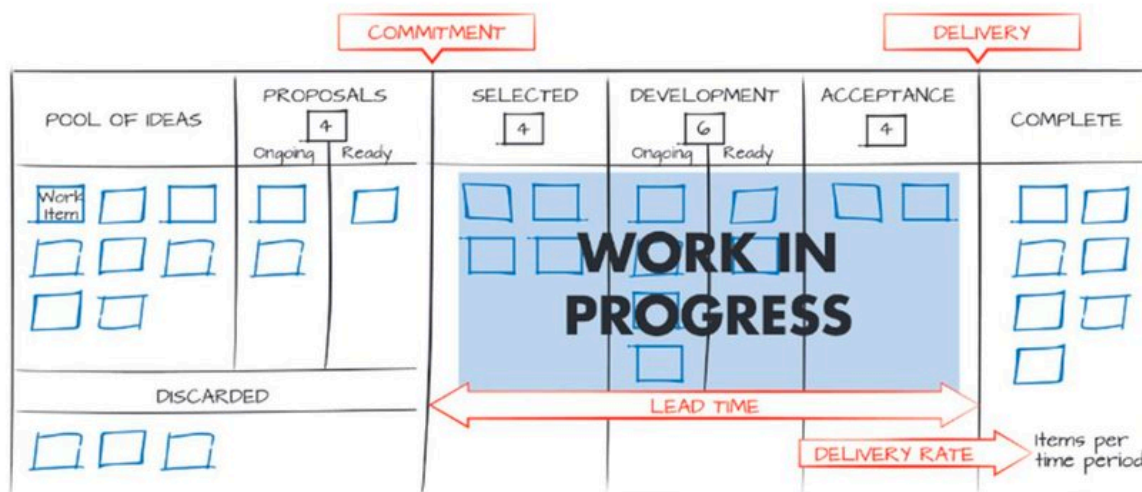 COMMITMENT
DELIVERY
POOL OF IDEAS
PROPOSALS
4
Ongoing Ready
SELECTED
4
DEVELOPMENT
6
Ongoing Ready
ACCEPTANCE
4
COMPLETE
Work
Item
WORK IN
PROGRESS
DISCARDED
LEAD TIME
DELIVERY RATE
Items per
time period